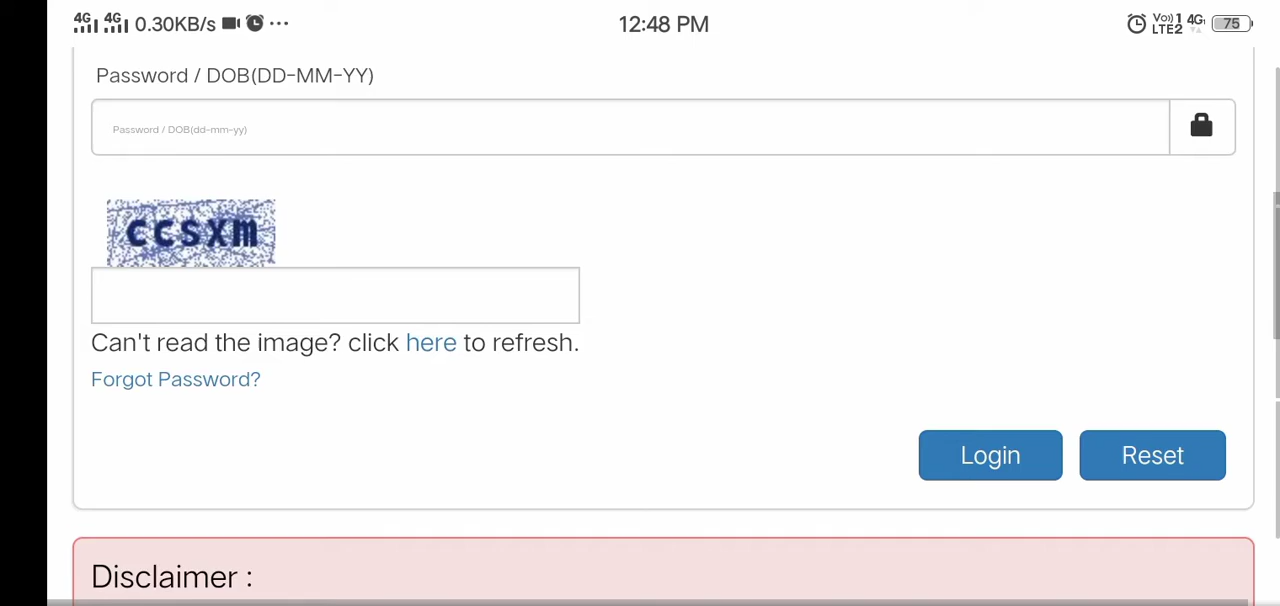 4G 4G 0.30KB/s ... 12:48 PM Vo) 1 LTE2 4G 75
Password / DOB(DD-MM-YY)
Password / DOB(dd-mm-yy)
ccsxm
Can't read the image? click here to refresh.
Forgot Password?
Login Reset
Disclaimer :